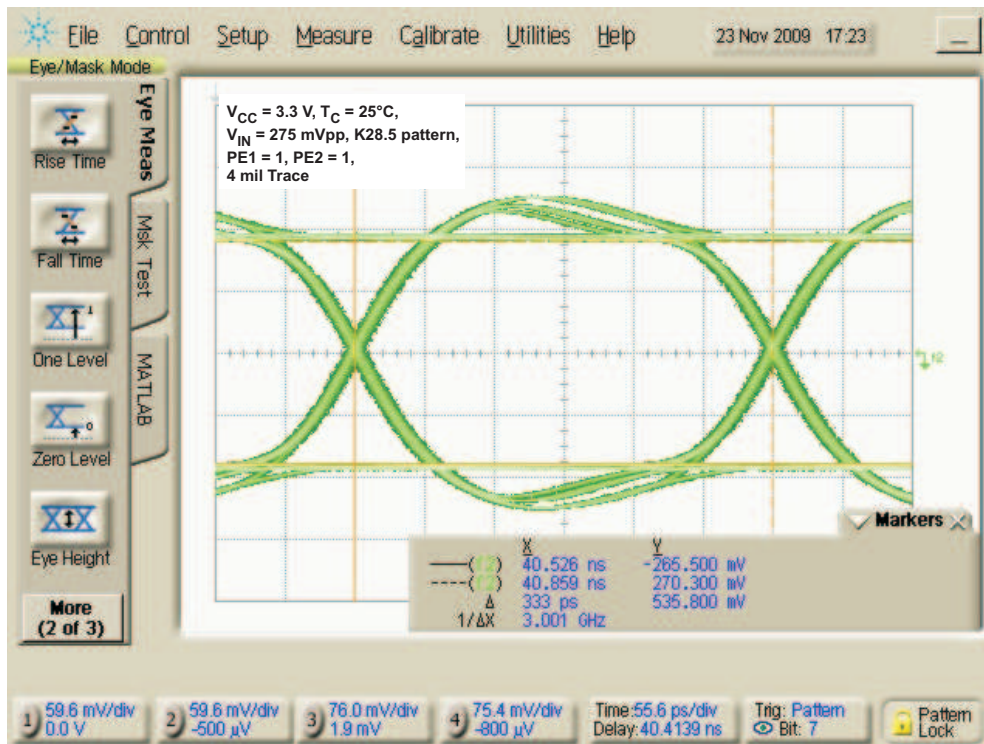 File Control Setup Measure Calibrate Utilities Help 23 Nov 2009 17:23
Eye/Mask Mode
Eye Meas
Msk Test
MATLAB
Rise Time
Fall Time
One Level
Zero Level
Eye Height
More
(2 of 3)
VCC = 3.3 V, TC = 25°C,
VIN = 275 mVpp, K28.5 pattern,
PE1 = 1, PE2 = 1,
4 mil Trace
Markers
X Y
——(f2) 40.526 ns -265.500 mV
----(f2) 40.859 ns 270.300 mV
Δ 333 ps 535.800 mV
1/ΔX 3.001 GHz
1) 59.6 mV/div
0.0 V
2) 59.6 mV/div
-500 μV
3) 76.0 mV/div
1.9 mV
4) 75.4 mV/div
-800 μV
Time:55.6 ps/div
Delay:40.4139 ns
Trig: Pattern
Bit: 7
Pattern
Lock